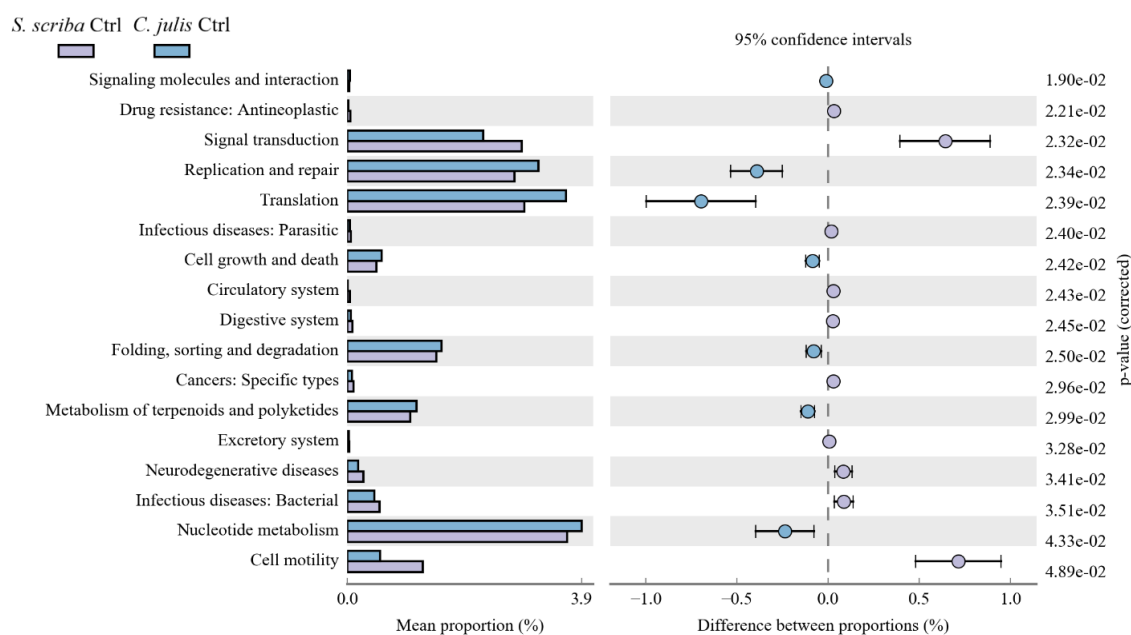 S. scriba Ctrl C. julis Ctrl
95% confidence intervals
Signaling molecules and interaction 1.90e-02
Drug resistance: Antineoplastic 2.21e-02
Signal transduction 2.32e-02
Replication and repair 2.34e-02
Translation 2.39e-02
Infectious diseases: Parasitic 2.40e-02
Cell growth and death 2.42e-02
Circulatory system 2.43e-02
Digestive system 2.45e-02
Folding, sorting and degradation 2.50e-02
Cancers: Specific types 2.96e-02
Metabolism of terpenoids and polyketides 2.99e-02
Excretory system 3.28e-02
Neurodegenerative diseases 3.41e-02
Infectious diseases: Bacterial 3.51e-02
Nucleotide metabolism 4.33e-02
Cell motility 4.89e-02
p-value (corrected)
0.0 3.9 −1.0 −0.5 0.0 0.5 1.0
Mean proportion (%) Difference between proportions (%)